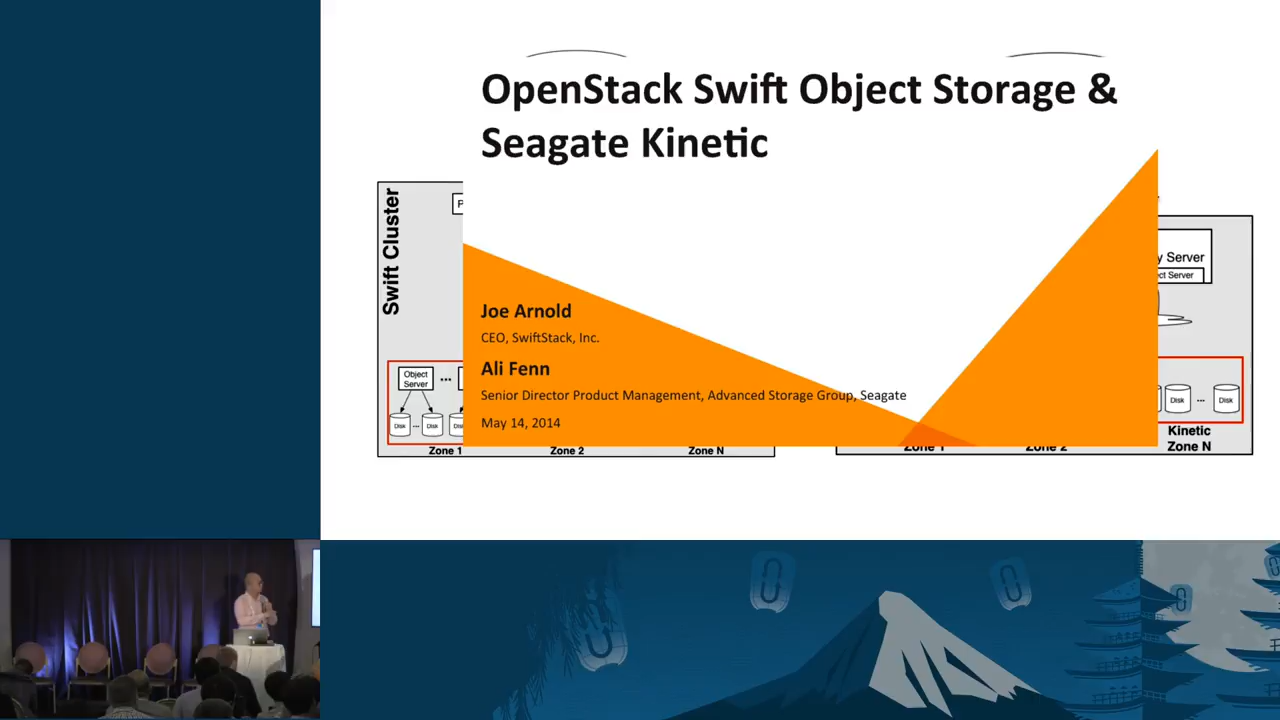 OpenStack Swift Object Storage &
Seagate Kinetic
Swift Cluster
Joe Arnold
CEO, SwiftStack, Inc.
Ali Fenn
Senior Director Product Management, Advanced Storage Group, Seagate
May 14, 2014
Object
Server
...
Disk
...
Disk
Zone 1
Zone 2
Zone N
y Server
ct Server
Disk
...
Disk
Kinetic
Zone N
Zone 1
Zone 2